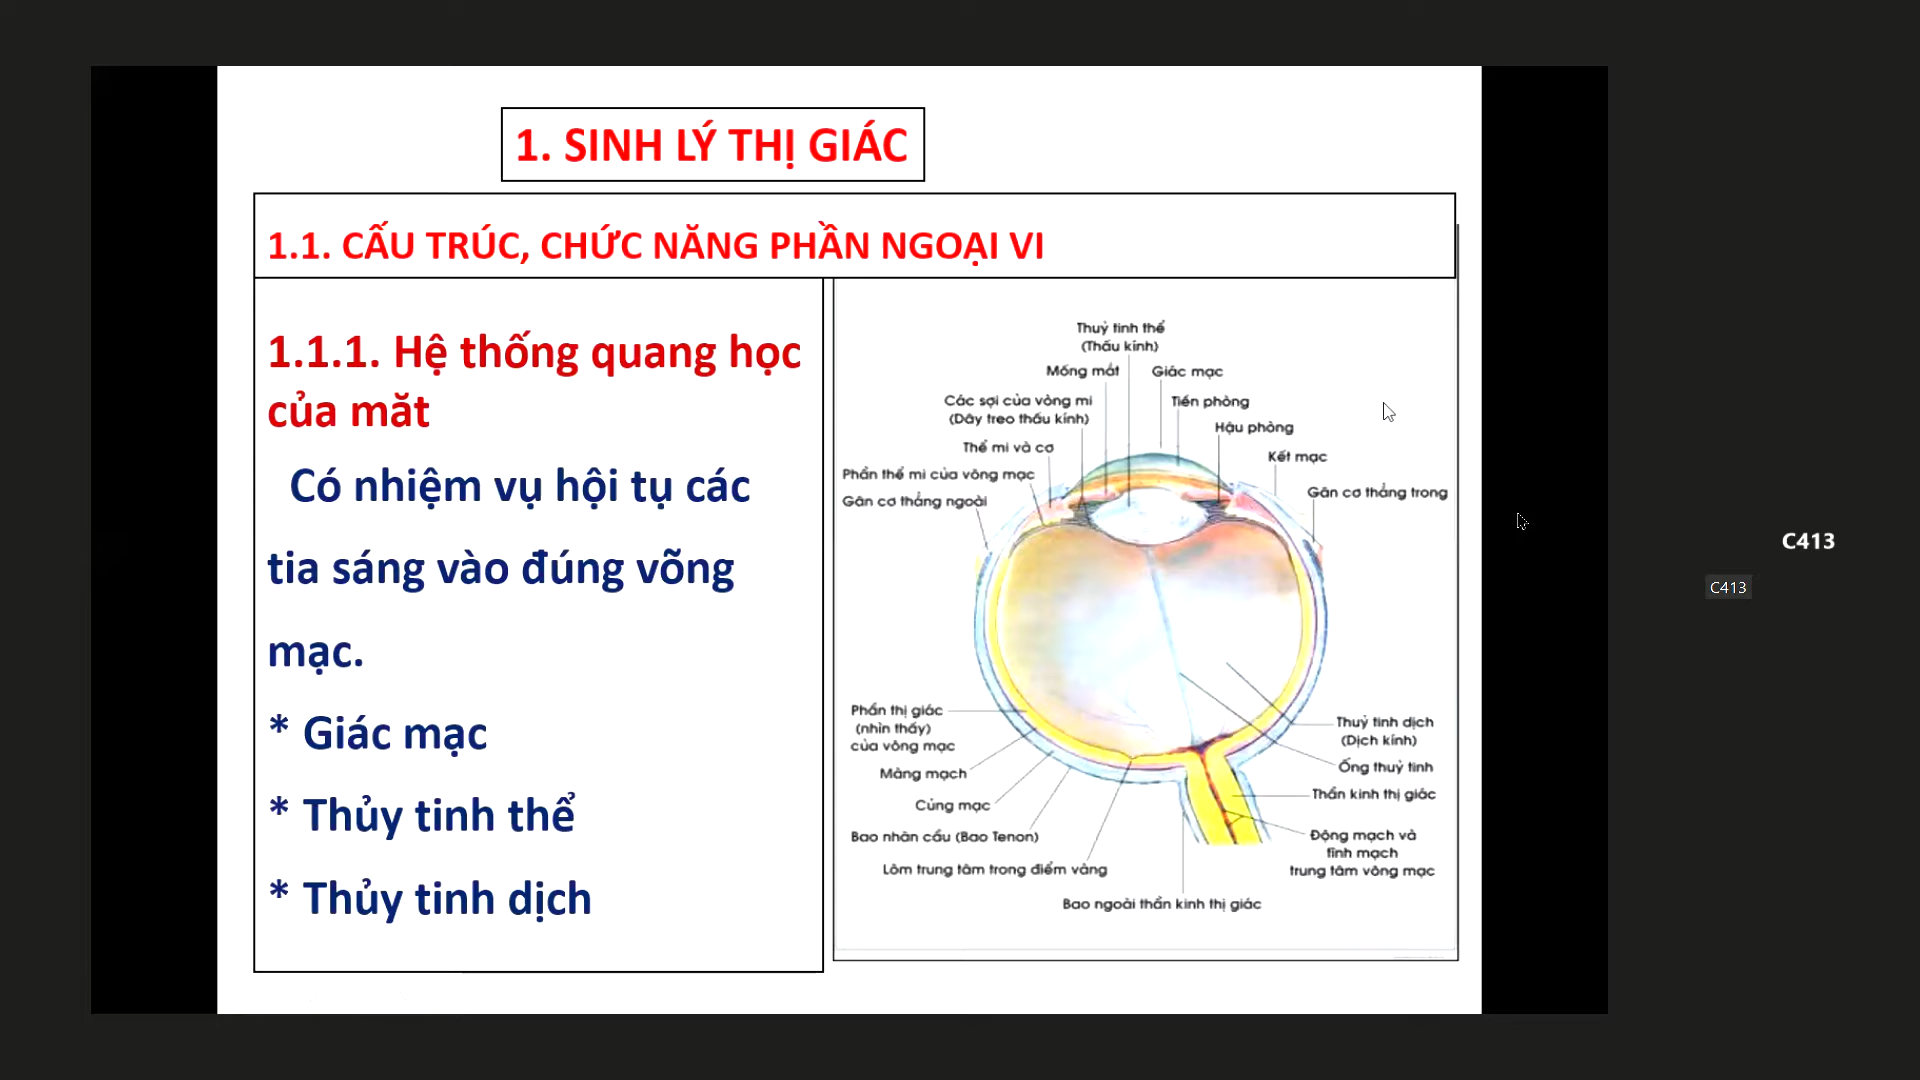 1. SINH LÝ THỊ GIÁC
1.1. CẤU TRÚC, CHỨC NĂNG PHẦN NGOẠI VI
1.1.1. Hệ thống quang học
của măt
Có nhiệm vụ hội tụ các
tia sáng vào đúng võng
mạc.
* Giác mạc
* Thủy tinh thể
* Thủy tinh dịch
Thuỷ tinh thể
(Thấu kính)
Mống mắt
Giác mạc
Các sợi của vòng mi
(Dây treo thấu kính)
Tiền phòng
Hậu phòng
Thể mi và cơ
Kết mạc
Phần thể mi của võng mạc
Gân cơ thẳng ngoài
Gân cơ thẳng trong
Phần thị giác
(nhìn thấy)
của võng mạc
Màng mạch
Củng mạc
Bao nhãn cầu (Bao Tenon)
Lõm trung tâm trong điểm vàng
Bao ngoài thần kinh thị giác
Thuỷ tinh dịch
(Dịch kính)
Ống thuỷ tinh
Thần kinh thị giác
Động mạch và
tĩnh mạch
trung tâm võng mạc
C413
C413